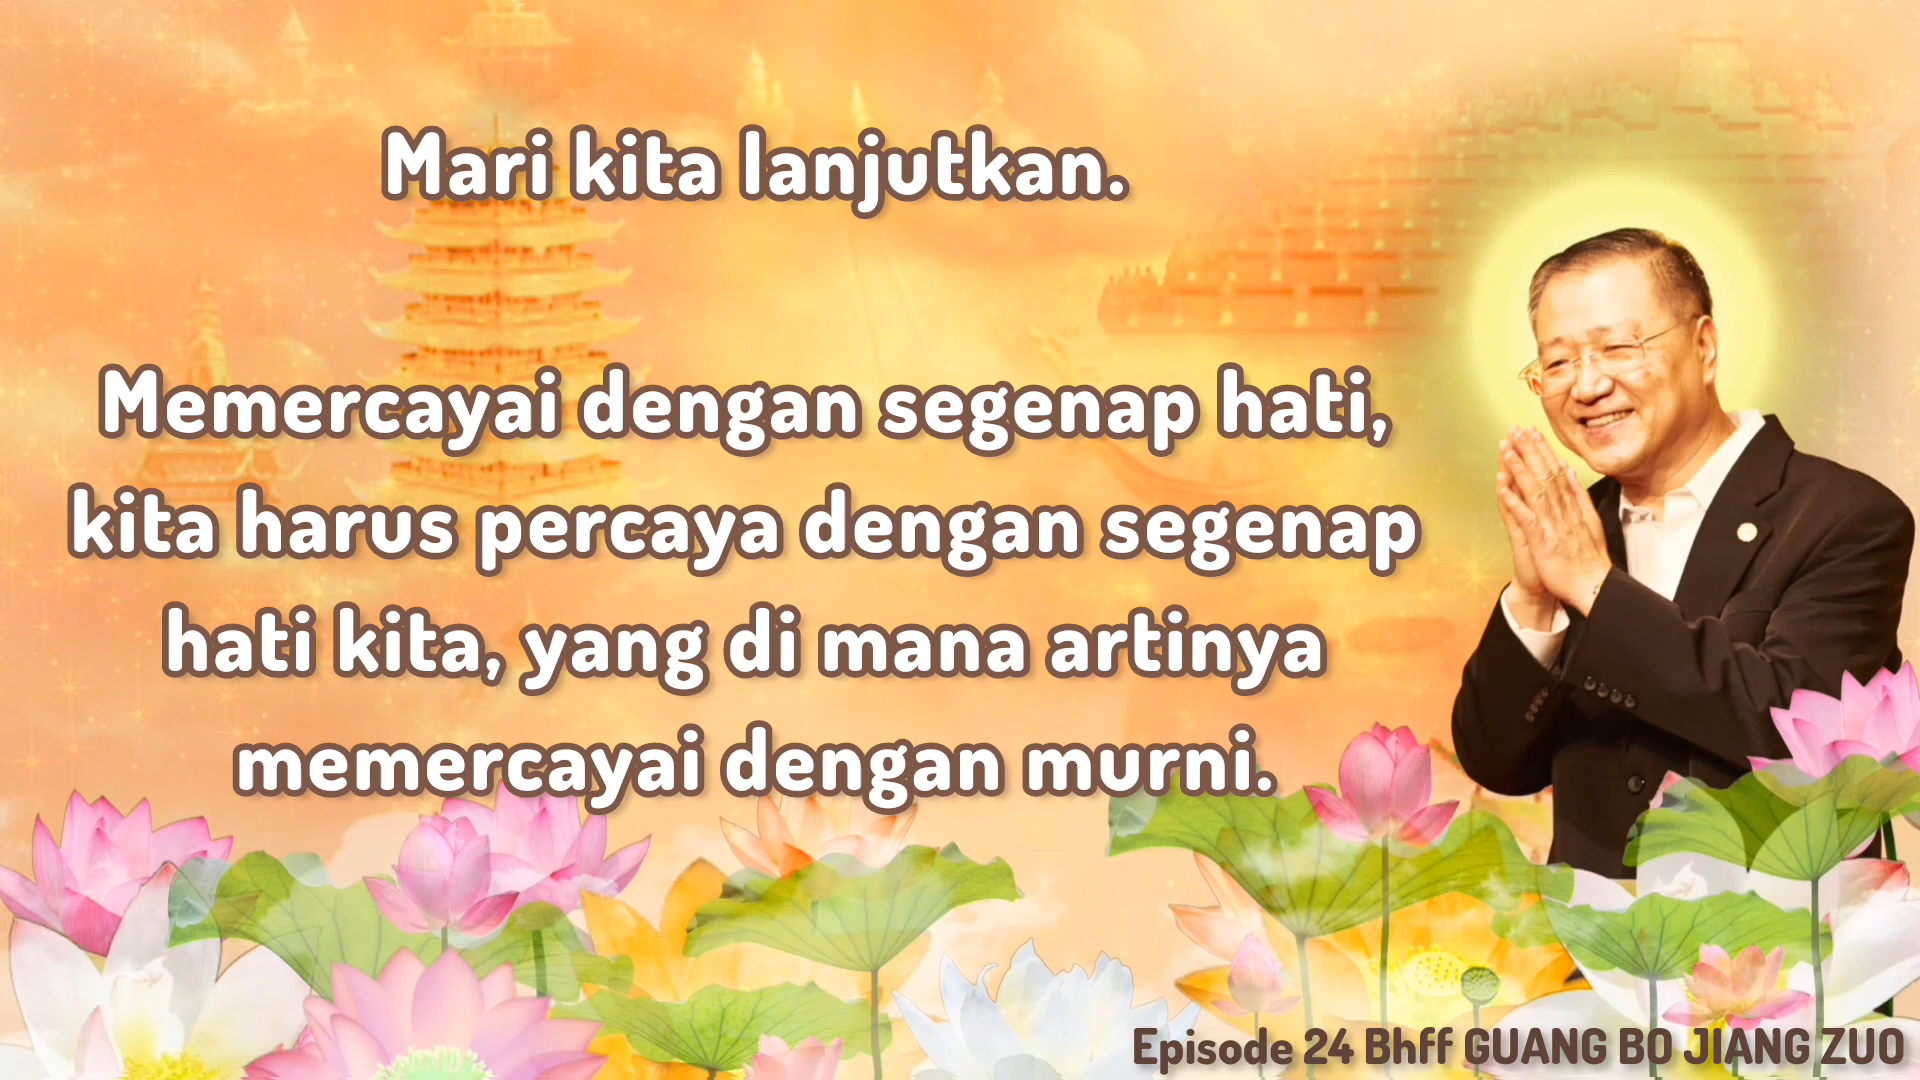 Mari kita lanjutkan.
Memercayai dengan segenap hati,
kita harus percaya dengan segenap
hati kita, yang di mana artinya
memercayai dengan murni.
Episode 24 Bhff GUANG BO JIANG ZUO